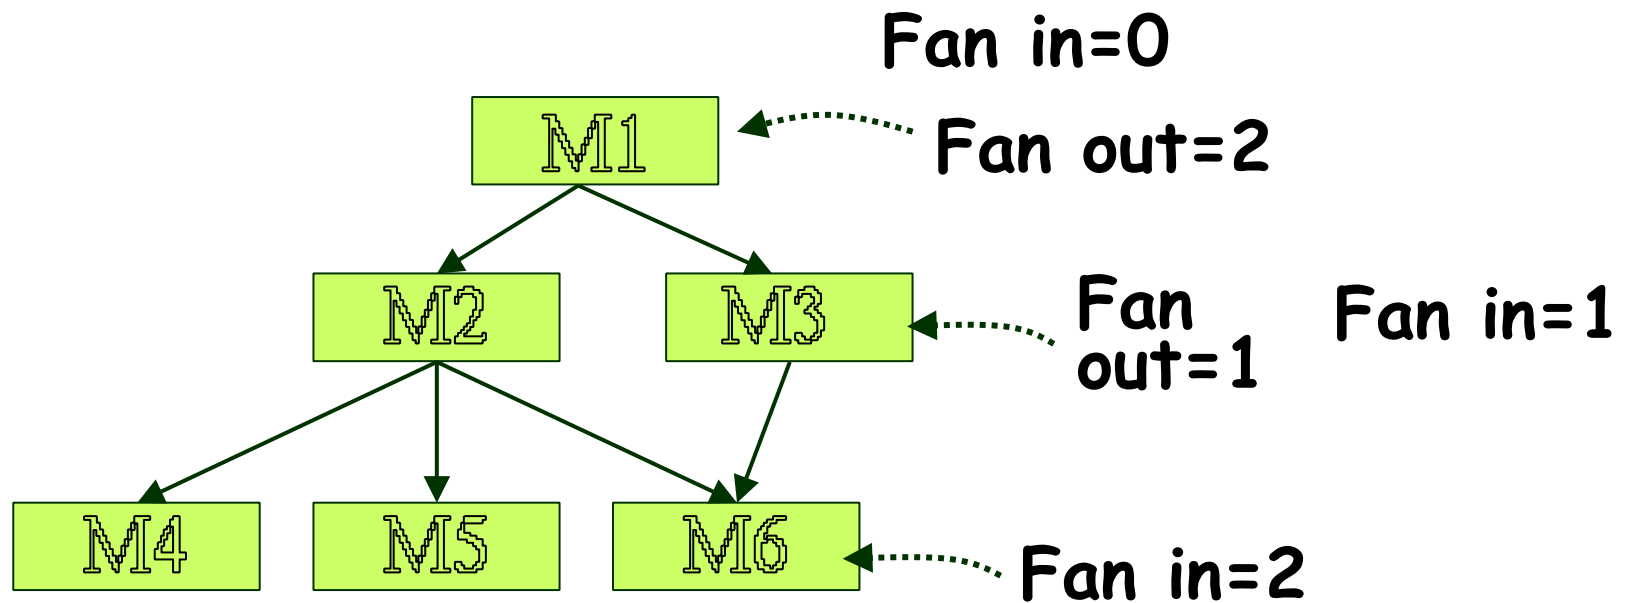 Fan in=0
M1
Fan out=2
M2
M3
Fan
out=1
Fan in=1
M4
M5
M6
Fan in=2